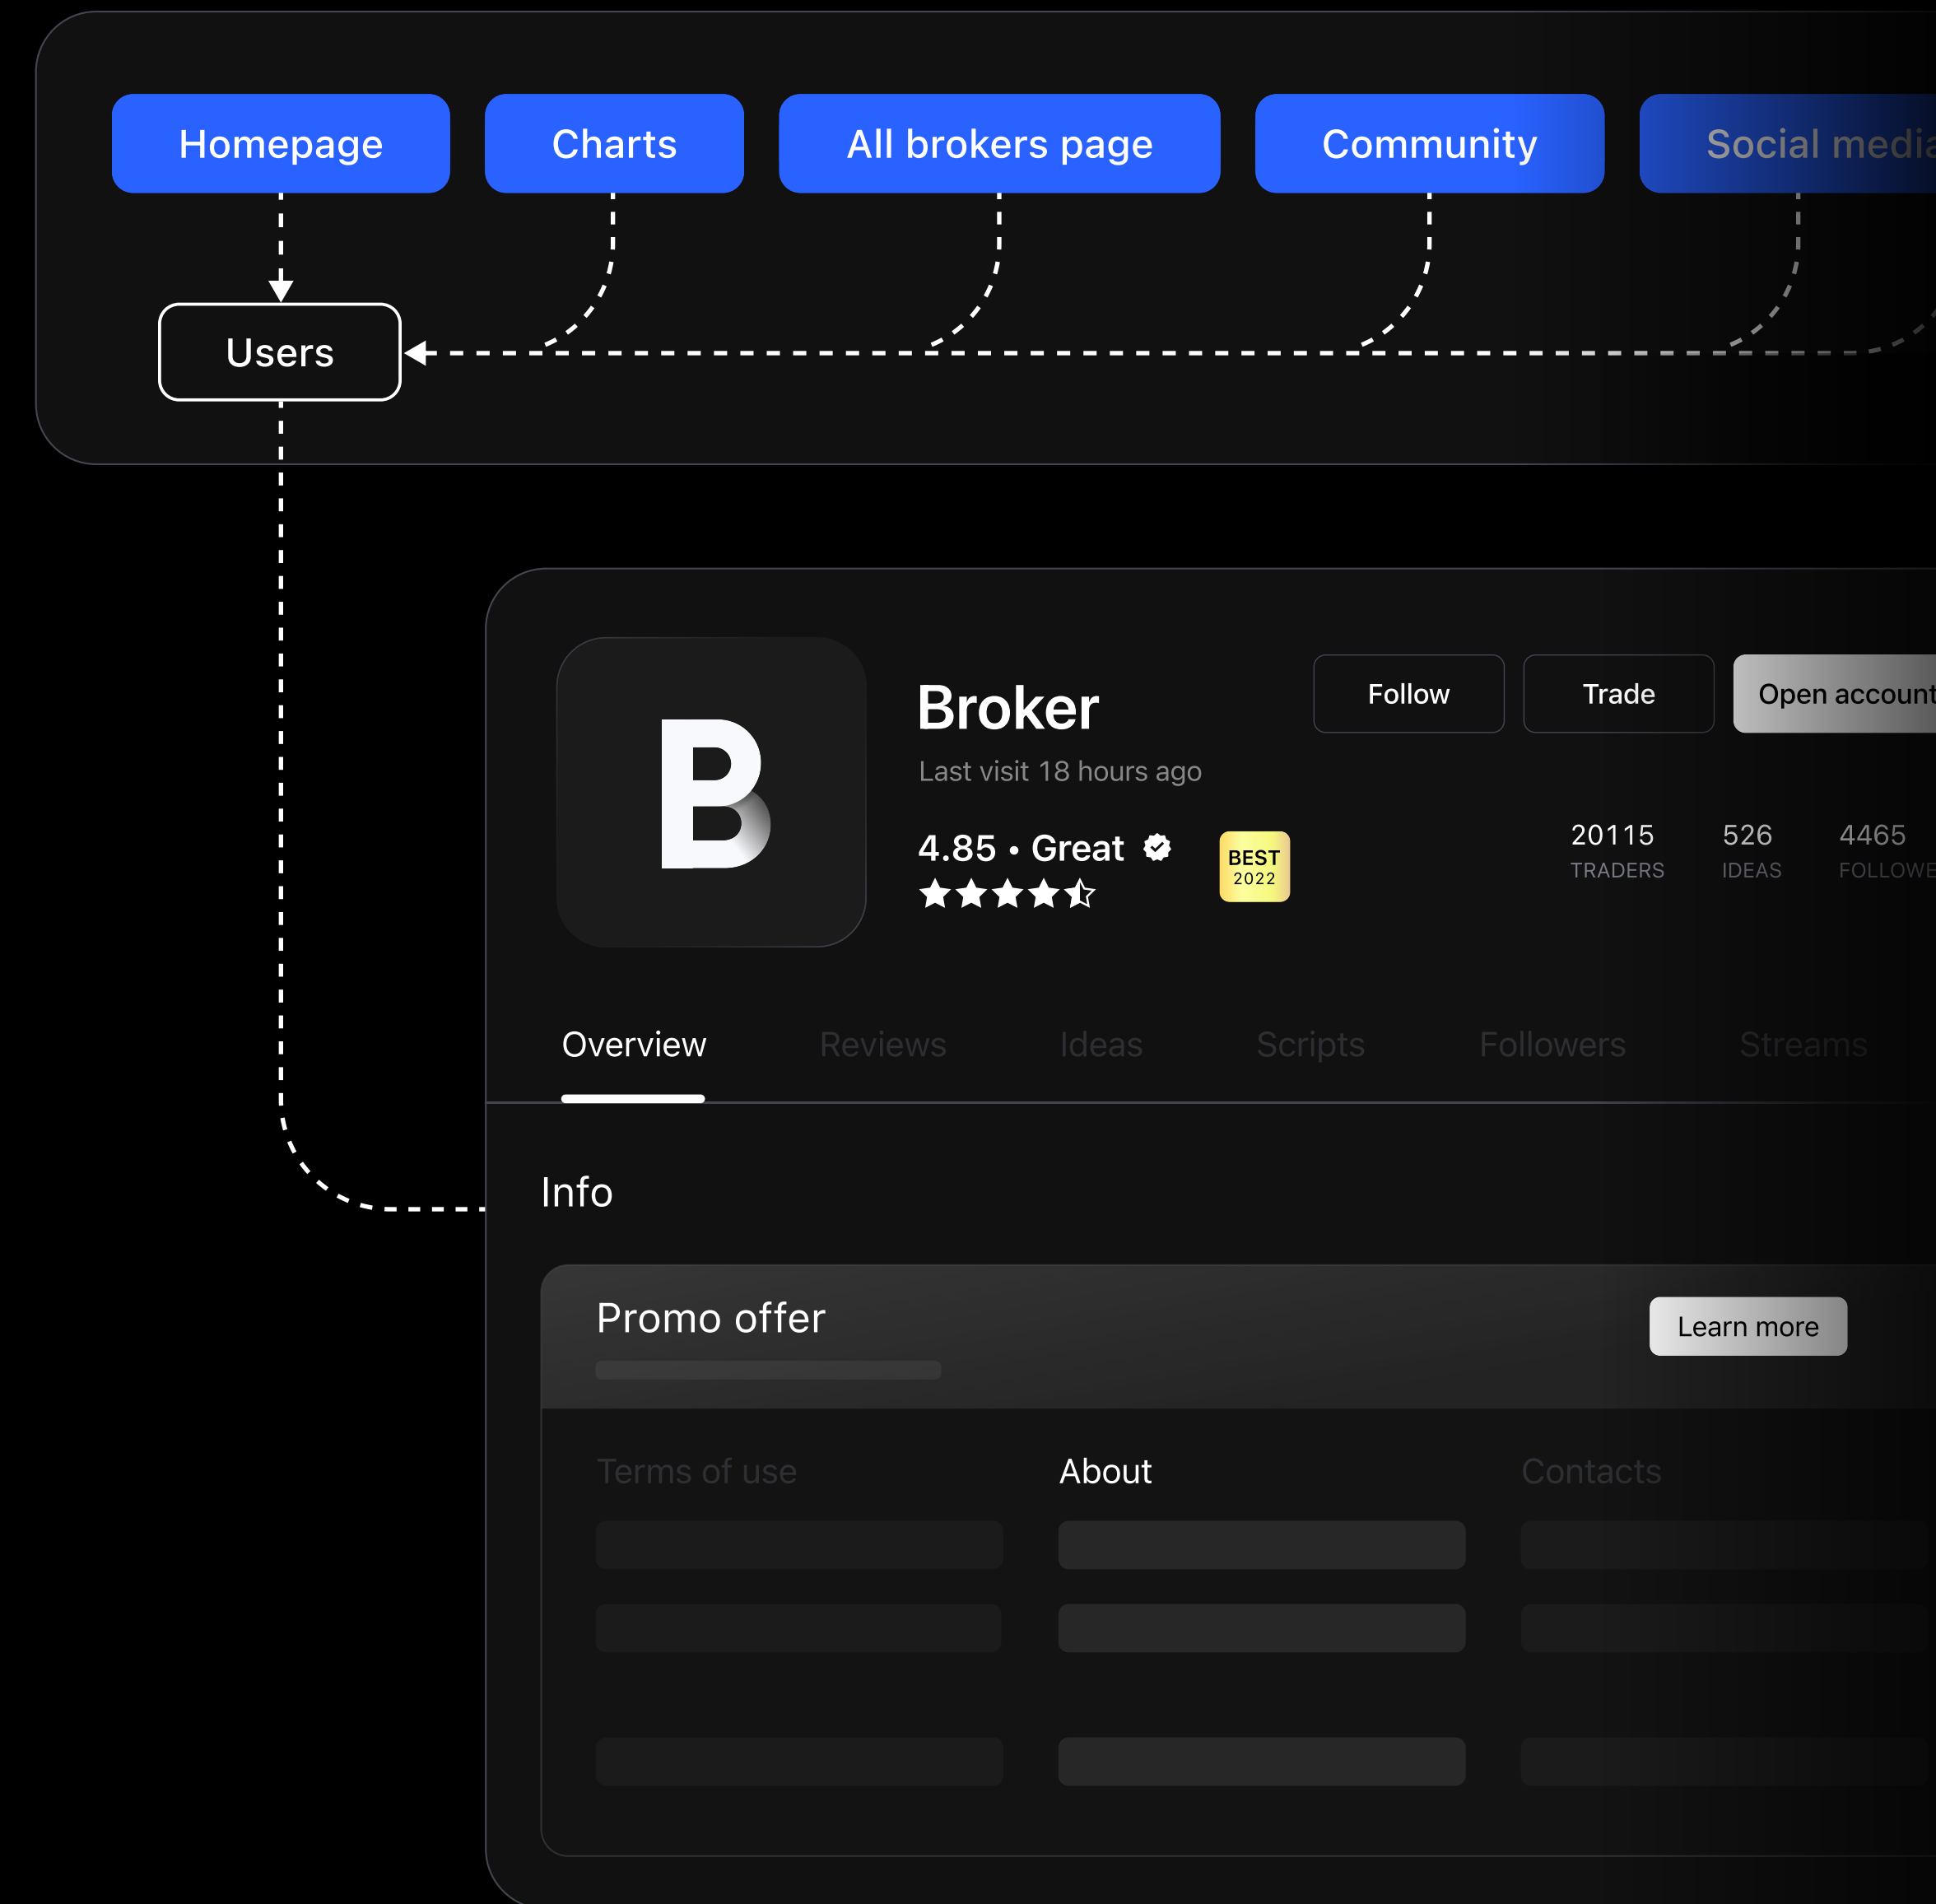 Homepage
Charts
All brokers page
Community
Social media
Users
B
Broker
Follow
Trade
Open account
Last visit 18 hours ago
4.85 • Great
BEST
2022
20115
526
4465
TRADERS
IDEAS
FOLLOWE
Overview
Reviews
Ideas
Scripts
Followers
Streams
Info
Promo offer
Learn more
Terms of use
About
Contacts